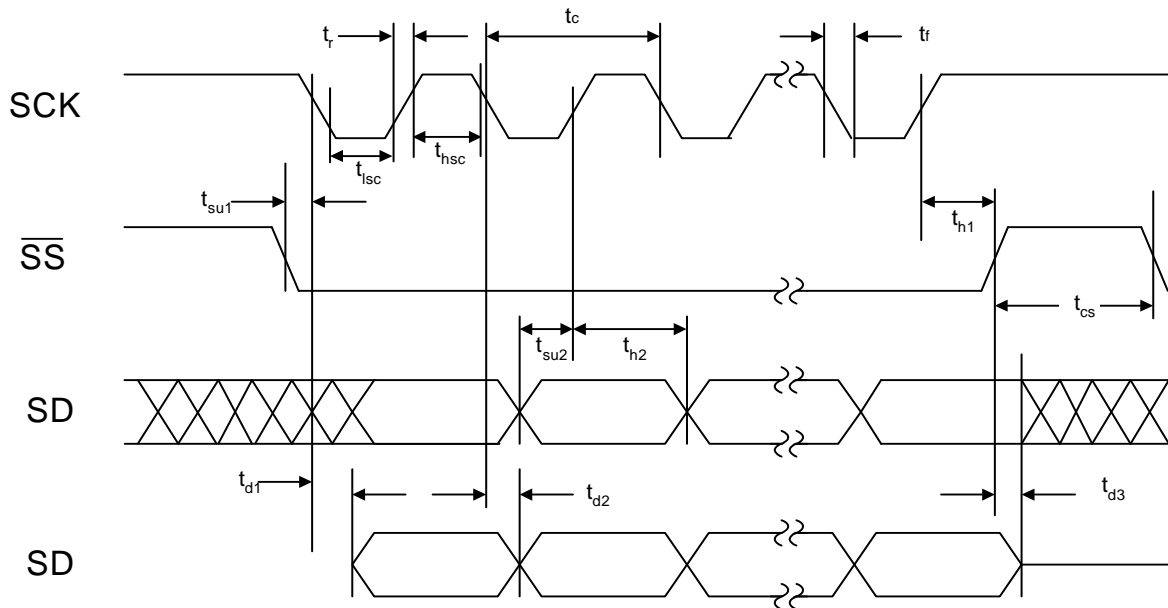 tc
tr
tf
SCK
tlsc
thsc
tsu1
th1
SS
tcs
tsu2
th2
SD
td1
td2
td3
SD